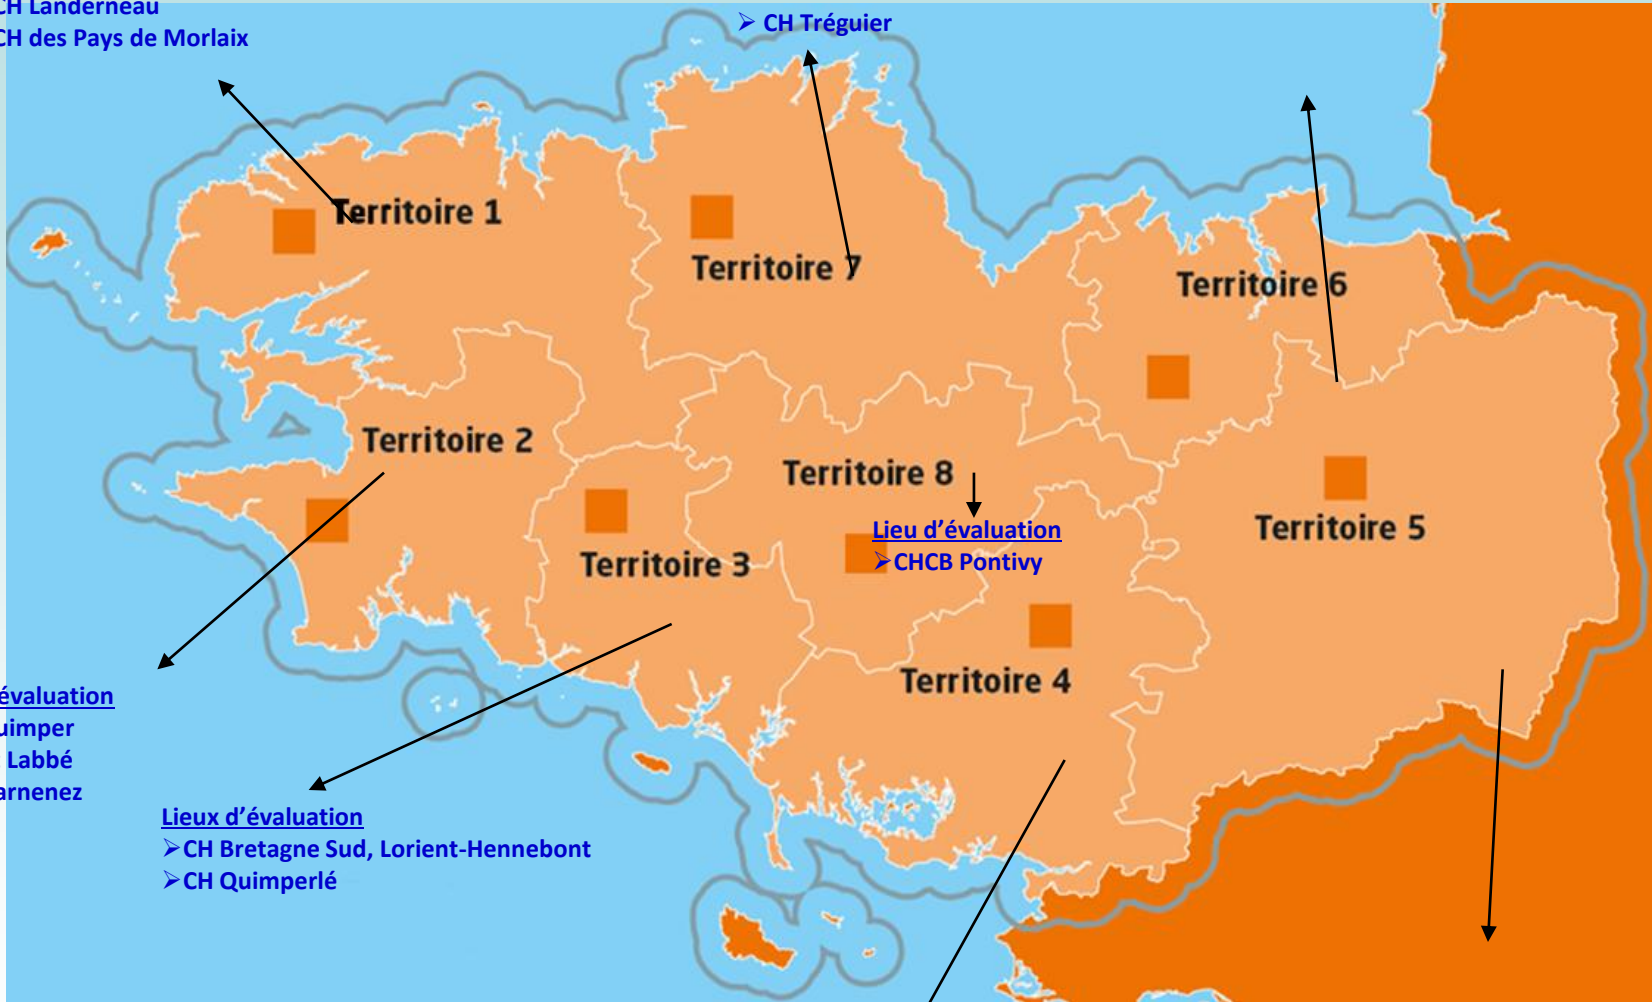 CH Landerneau
CH des Pays de Morlaix
➢ CH Tréguier
Territoire 1
Territoire 7
Territoire 6
Territoire 2
Territoire 8
Lieu d’évaluation
➢CHCB Pontivy
Territoire 5
Territoire 3
Territoire 4
évaluation
uimper
Labbé
arnenez
Lieux d’évaluation
➢CH Bretagne Sud, Lorient-Hennebont
➢CH Quimperlé